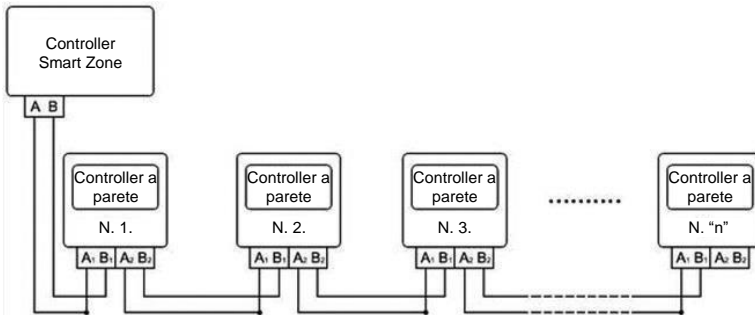 Controller
Smart Zone
A B
Controller a
parete
N. 1.
A₁ B₁ A₂ B₂
Controller a
parete
N. 2.
A₁ B₁ A₂ B₂
Controller a
parete
N. 3.
A₁ B₁ A₂ B₂
Controller a
parete
N. “n”
A₁ B₁ A₂ B₂